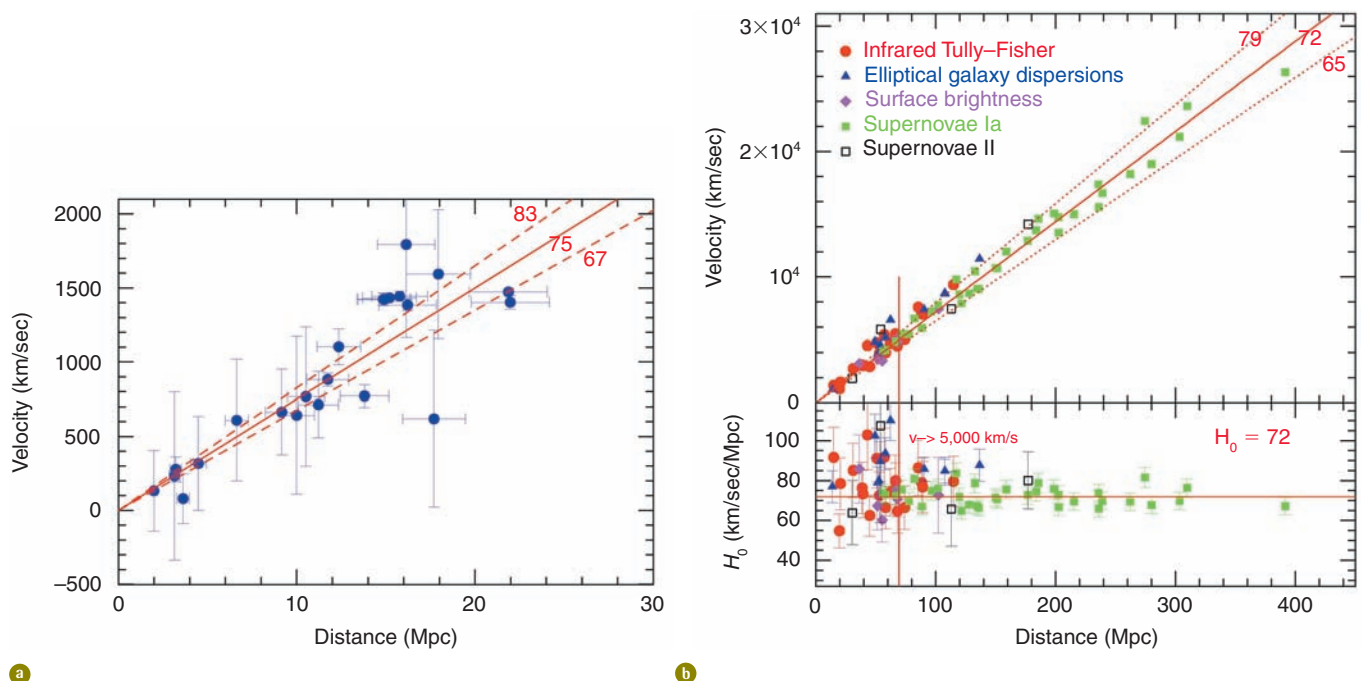 2000
1500
1000
500
0
–500
Velocity (km/sec)
83
75
67
0 10 20 30
Distance (Mpc)
a
3×10⁴
2×10⁴
10⁴
0
Velocity (km/sec)
79
72
65
Infrared Tully–Fisher
Elliptical galaxy dispersions
Surface brightness
Supernovae Ia
Supernovae II
100
80
60
40
H₀ (km/sec/Mpc)
v–> 5,000 km/s
H₀ = 72
0 100 200 300 400
Distance (Mpc)
b